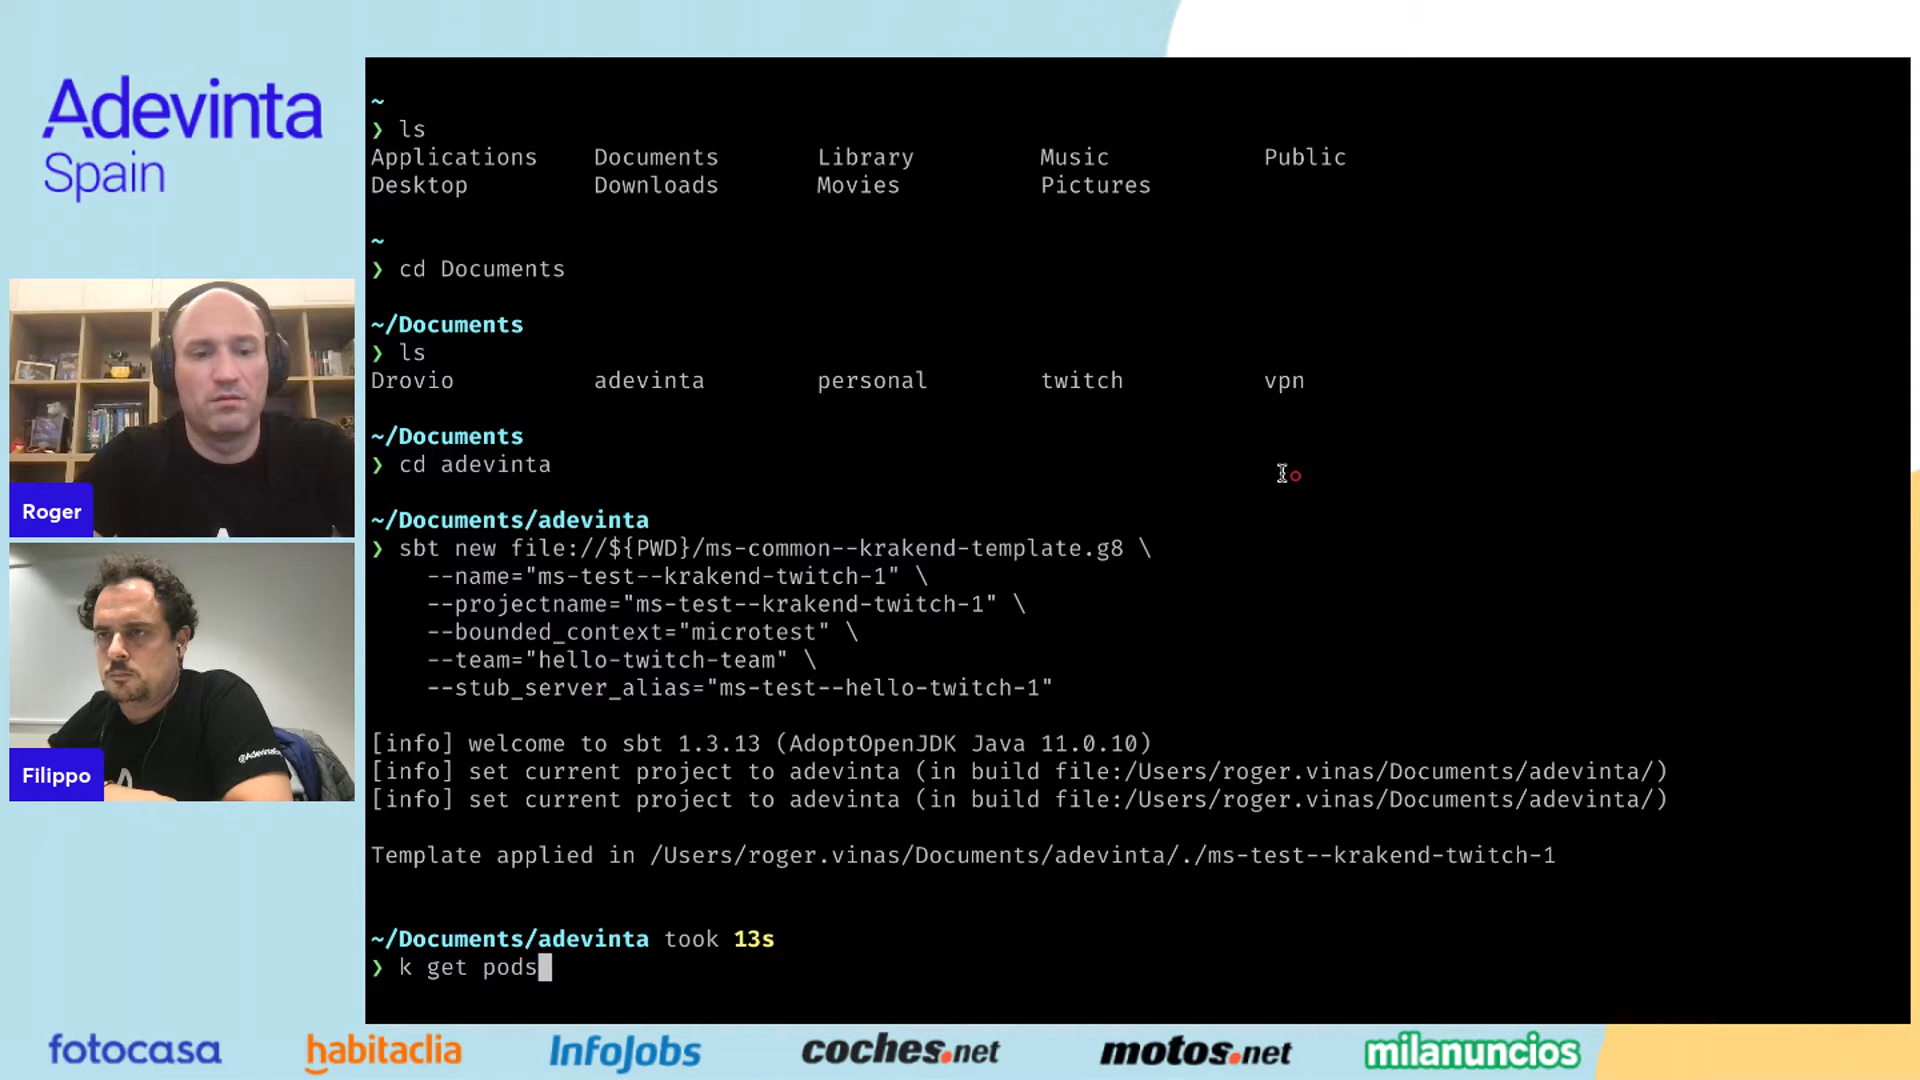 Adevinta
Spain
~
❯ ls
Applications Documents Library Music Public
Desktop Downloads Movies Pictures
~
❯ cd Documents
~/Documents
❯ ls
Drovio adevinta personal twitch vpn
~/Documents
❯ cd adevinta
~/Documents/adevinta
❯ sbt new file://${PWD}/ms-common--krakend-template.g8 \
--name="ms-test--krakend-twitch-1" \
--projectname="ms-test--krakend-twitch-1" \
--bounded_context="microtest" \
--team="hello-twitch-team" \
--stub_server_alias="ms-test--hello-twitch-1"
[info] welcome to sbt 1.3.13 (AdoptOpenJDK Java 11.0.10)
[info] set current project to adevinta (in build file:/Users/roger.vinas/Documents/adevinta/)
[info] set current project to adevinta (in build file:/Users/roger.vinas/Documents/adevinta/)
Template applied in /Users/roger.vinas/Documents/adevinta/./ms-test--krakend-twitch-1
~/Documents/adevinta took 13s
❯ k get pods
Roger
Filippo
fotocasa habitaclia InfoJobs coches.net motos.net milanuncios